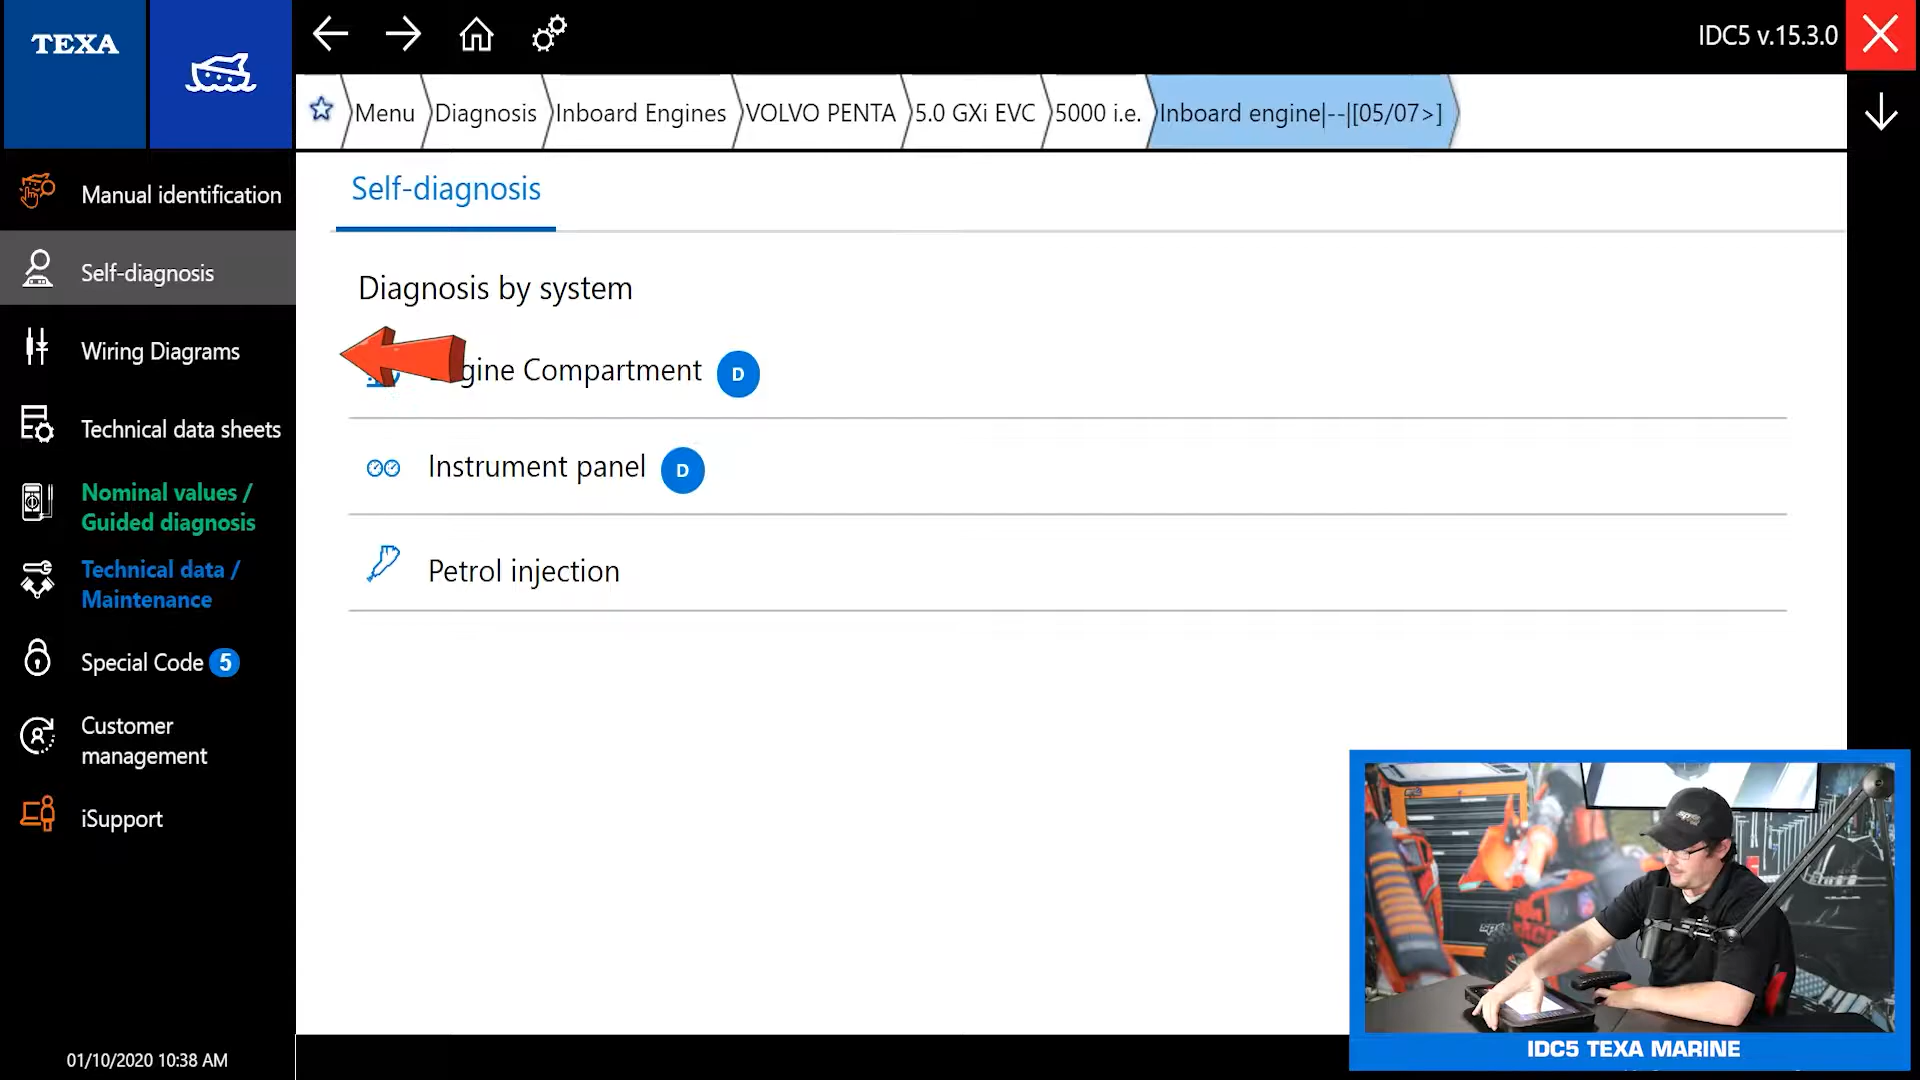 TEXA
IDC5 v.15.3.0
Menu
Diagnosis
Inboard Engines
VOLVO PENTA
5.0 GXi EVC
5000 i.e.
Inboard engine|--|[05/07>]
Manual identification
Self-diagnosis
Wiring Diagrams
Technical data sheets
Nominal values /
Guided diagnosis
Technical data /
Maintenance
Special Code 5
Customer
management
iSupport
01/10/2020 10:38 AM
Self-diagnosis
Diagnosis by system
gine Compartment D
Instrument panel D
Petrol injection
IDC5 TEXA MARINE